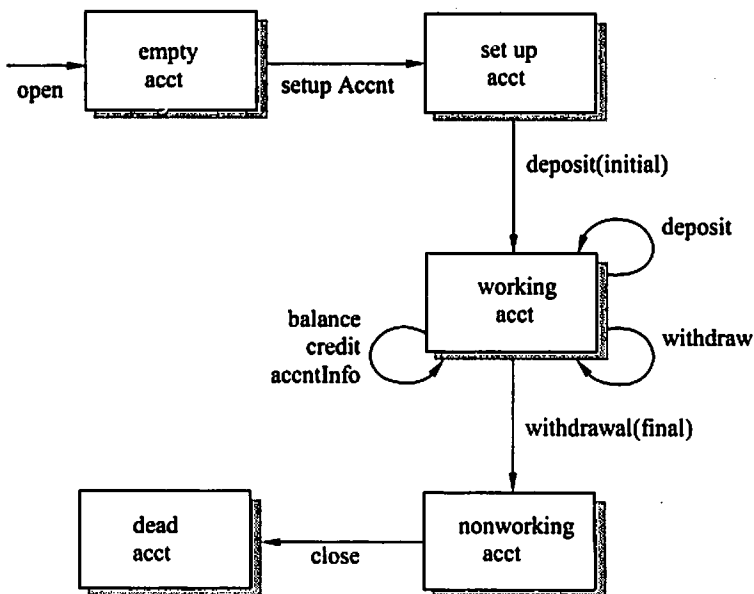 empty
acct
open
setup Accnt
set up
acct
deposit(initial)
deposit
working
acct
balance
credit
accntInfo
withdraw
withdrawal(final)
dead
acct
close
nonworking
acct